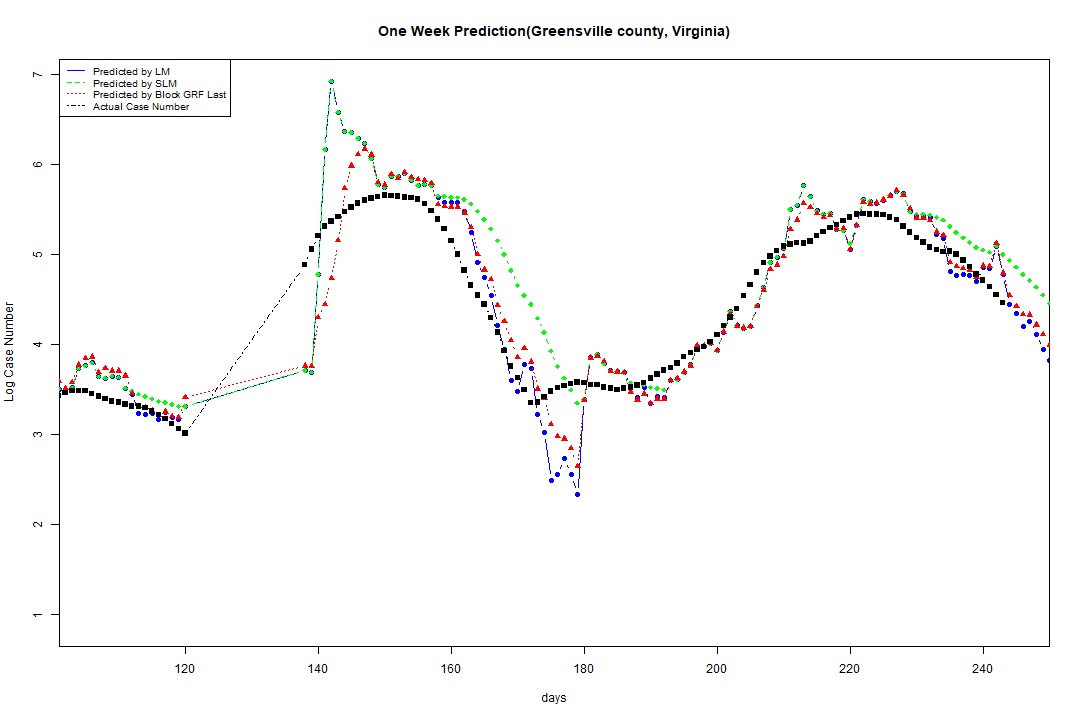 One Week Prediction(Greensville county, Virginia)
Predicted by LM
Predicted by SLM
Predicted by Block GRF Last
Actual Case Number
7
6
5
4
3
2
1
Log Case Number
120 140 160 180 200 220 240
days